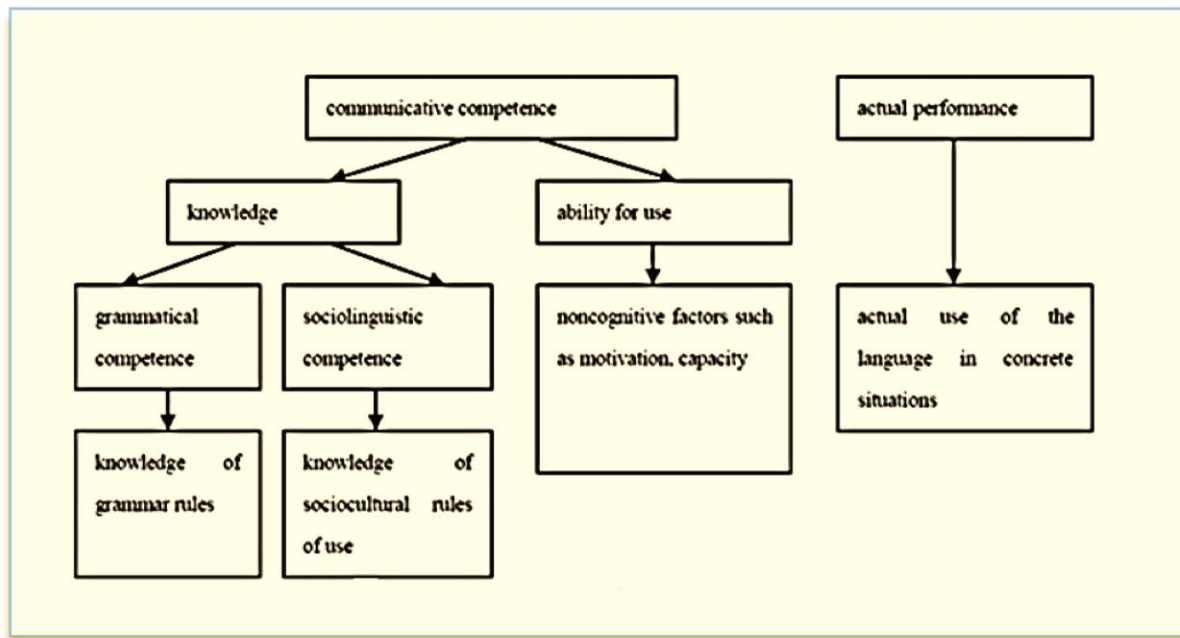 communicative competence
actual performance
knowledge
ability for use
grammatical
competence
sociolinguistic
competence
noncognitive factors such
as motivation, capacity
actual use of the
language in concrete
situations
knowledge of
grammar rules
knowledge of
sociocultural rules
of use